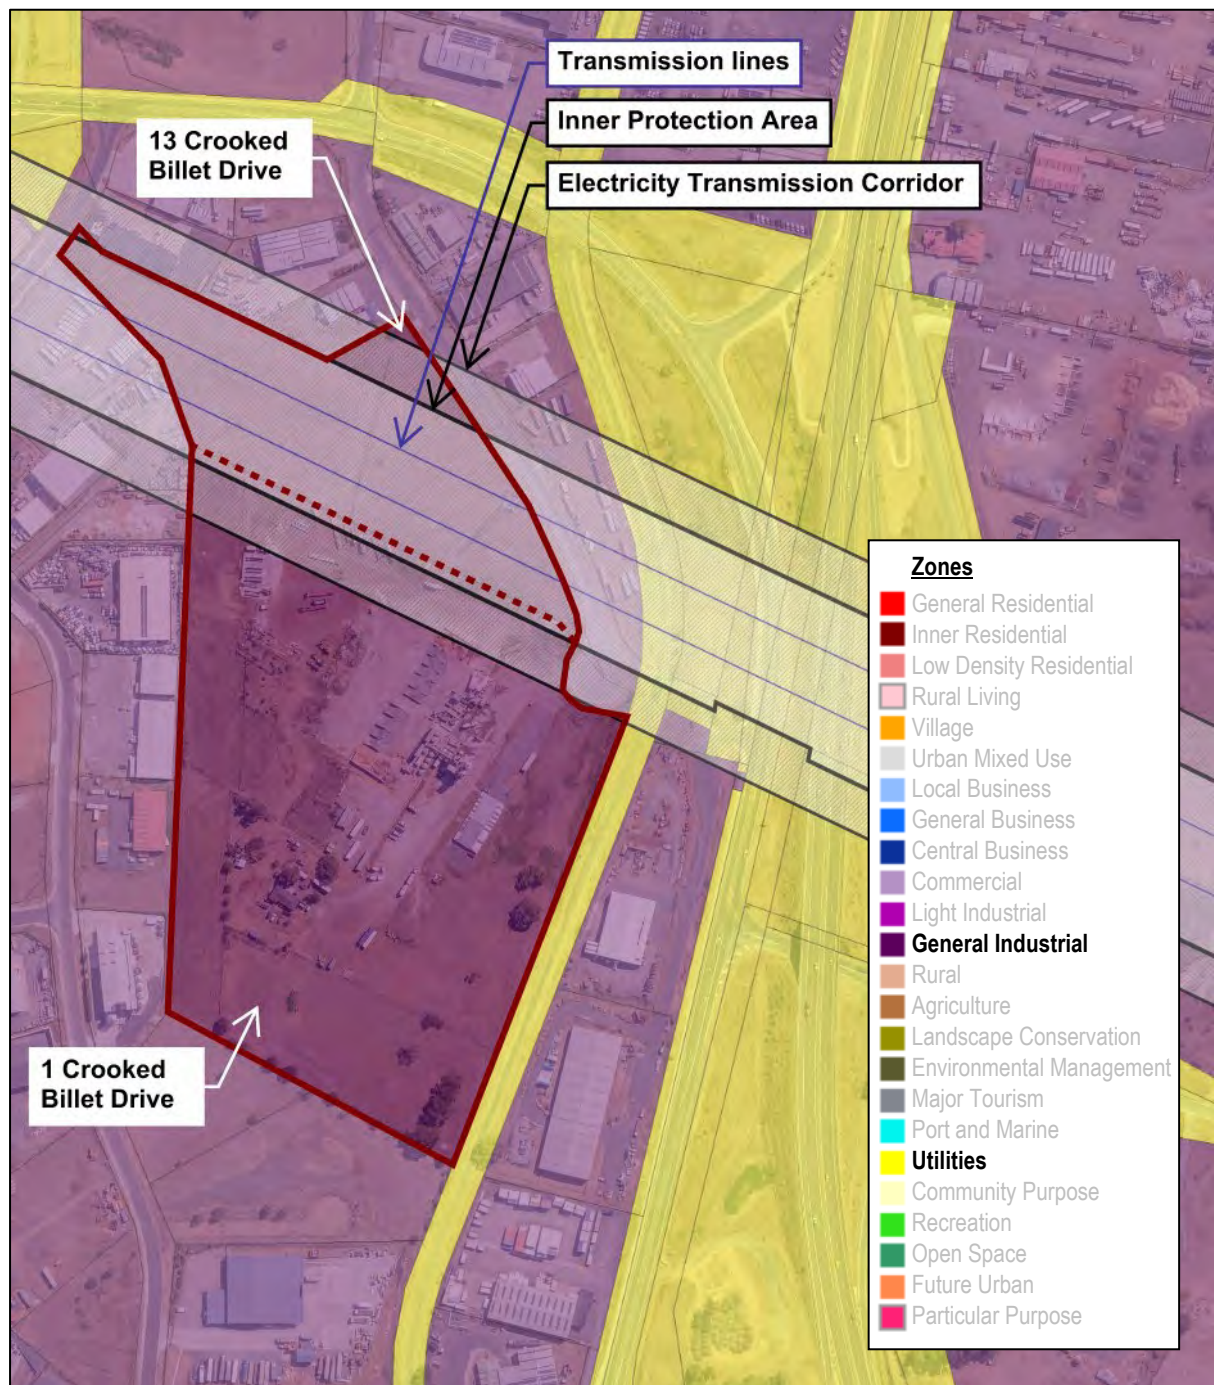 Transmission lines
Inner Protection Area
Electricity Transmission Corridor
13 Crooked
Billet Drive
1 Crooked
Billet Drive
Zones
General Residential
Inner Residential
Low Density Residential
Rural Living
Village
Urban Mixed Use
Local Business
General Business
Central Business
Commercial
Light Industrial
General Industrial
Rural
Agriculture
Landscape Conservation
Environmental Management
Major Tourism
Port and Marine
Utilities
Community Purpose
Recreation
Open Space
Future Urban
Particular Purpose